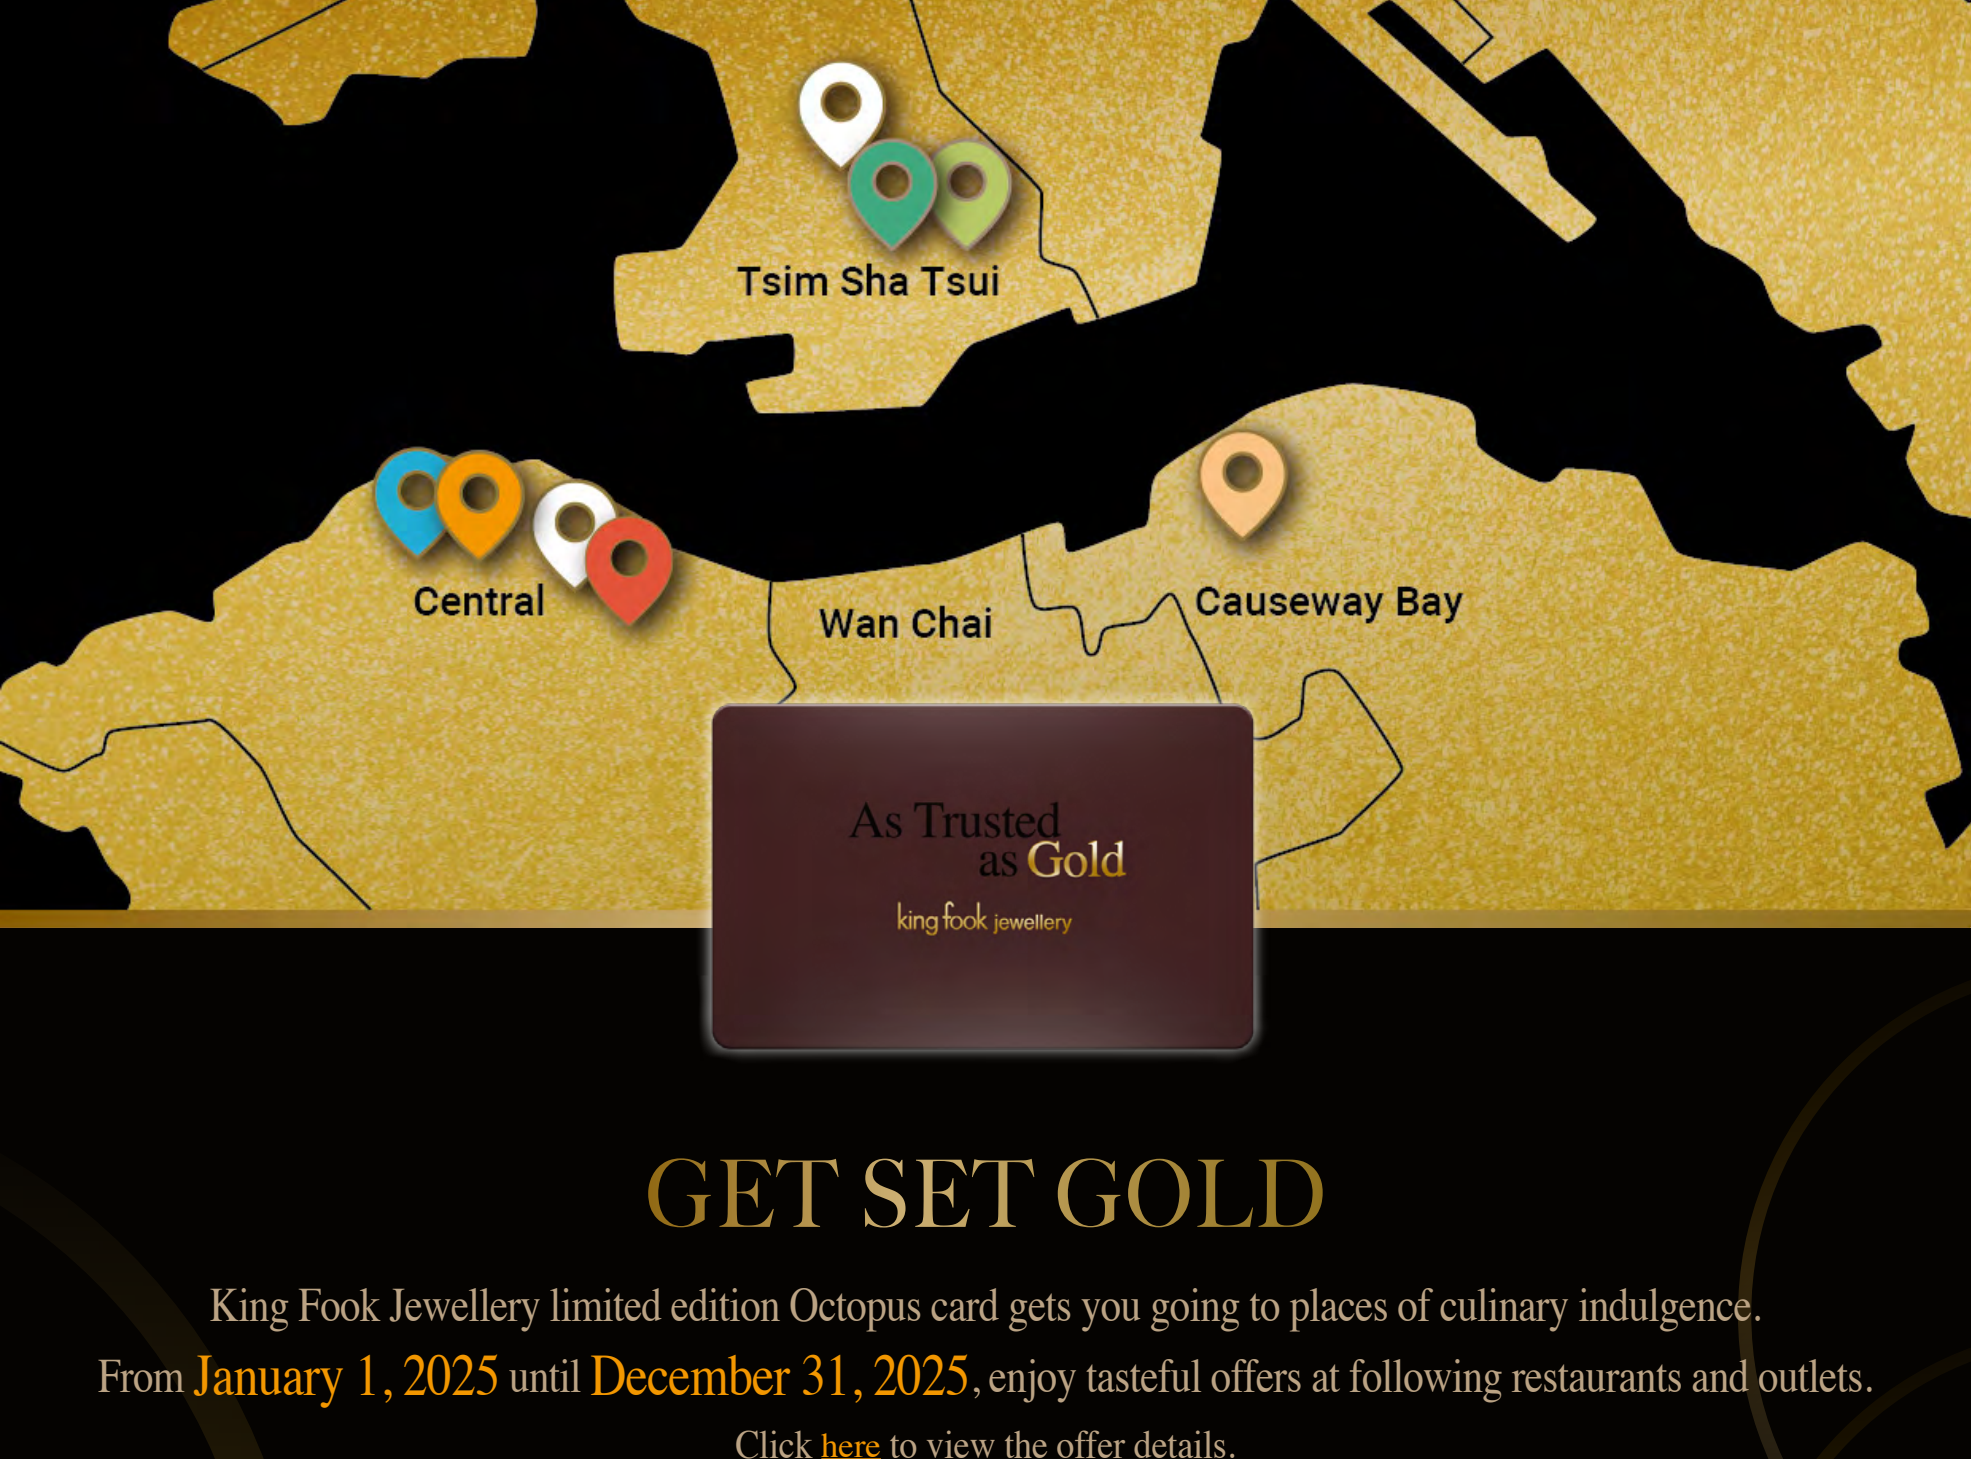 Tsim Sha Tsui
Central
Wan Chai
Causeway Bay
As Trusted
as Gold
king fook jewellery
GET SET GOLD
King Fook Jewellery limited edition Octopus card gets you going to places of culinary indulgence.
From January 1, 2025 until December 31, 2025, enjoy tasteful offers at following restaurants and outlets.
Click here to view the offer details.